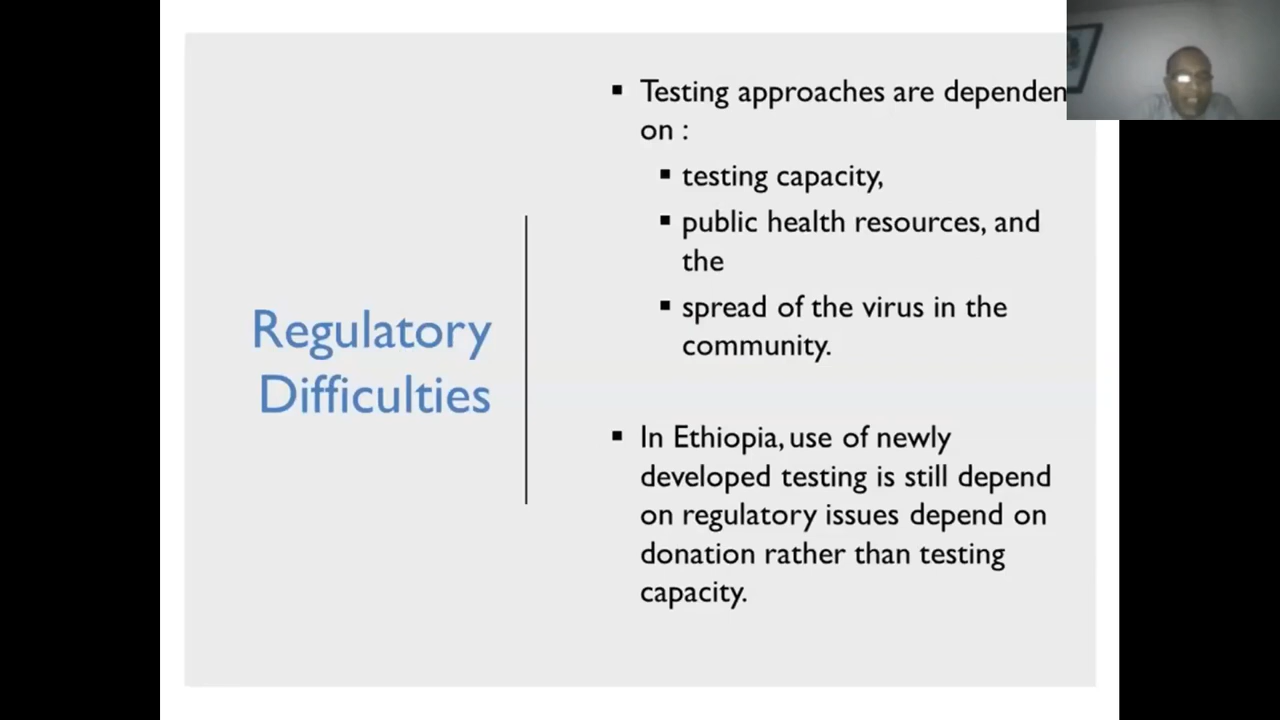 Regulatory
Difficulties
Testing approaches are dependen
on :
testing capacity,
public health resources, and
the
spread of the virus in the
community.
In Ethiopia, use of newly
developed testing is still depend
on regulatory issues depend on
donation rather than testing
capacity.